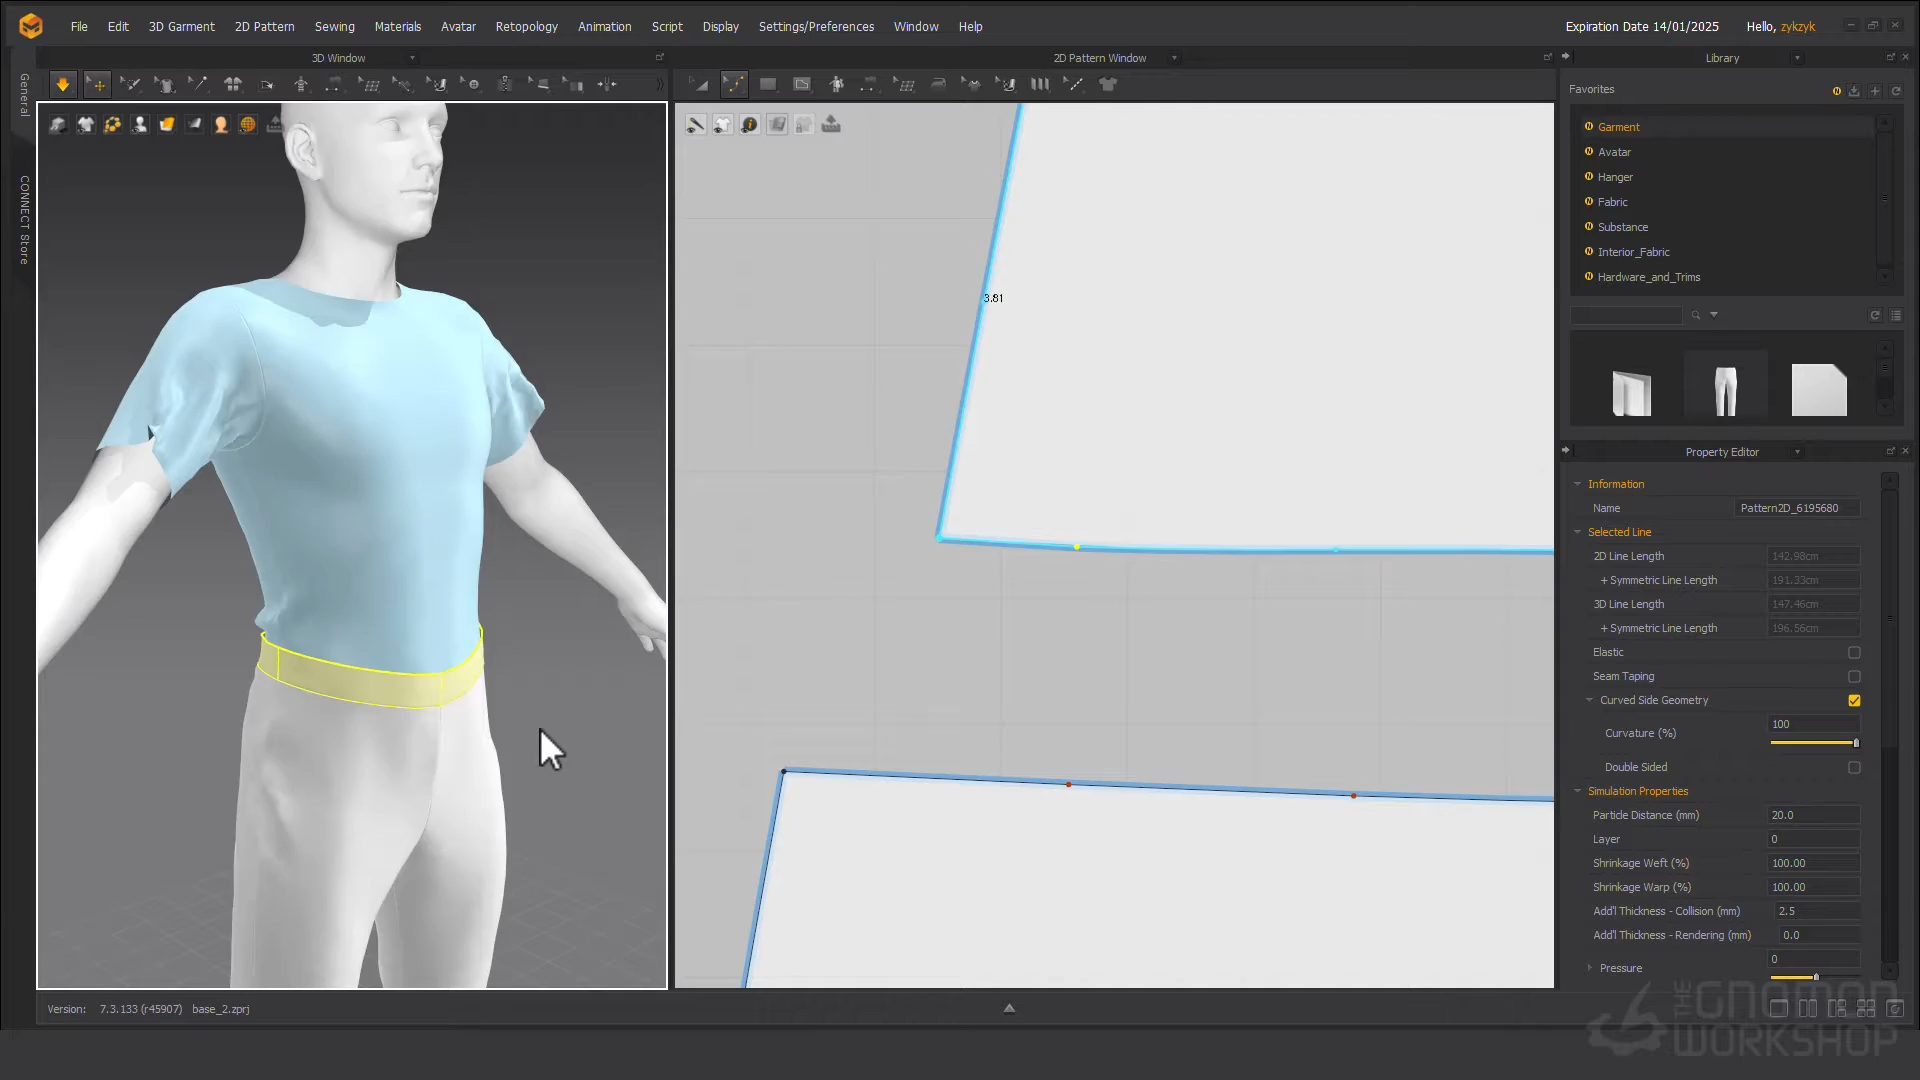 File Edit 3D Garment 2D Pattern Sewing Materials Avatar Retopology Animation Script Display Settings/Preferences Window Help Expiration Date 14/01/2025 Hello, zykzyk
3D Window 2D Pattern Window Library
General
CONNECT Store
Favorites
Garment
Avatar
Hanger
Fabric
Substance
Interior_Fabric
Hardware_and_Trims
3.81
Property Editor
Information
Name Pattern2D_6195680
Selected Line
2D Line Length 142.98cm
+ Symmetric Line Length 191.33cm
3D Line Length 147.46cm
+ Symmetric Line Length 196.56cm
Elastic
Seam Taping
Curved Side Geometry
Curvature (%) 100
Double Sided
Simulation Properties
Particle Distance (mm) 20.0
Layer 0
Shrinkage Weft (%) 100.00
Shrinkage Warp (%) 100.00
Add'l Thickness - Collision (mm) 2.5
Add'l Thickness - Rendering (mm) 0.0
Pressure 0
Version: 7.3.133 (r45907) base_2.zprj
THE GNOMON WORKSHOP